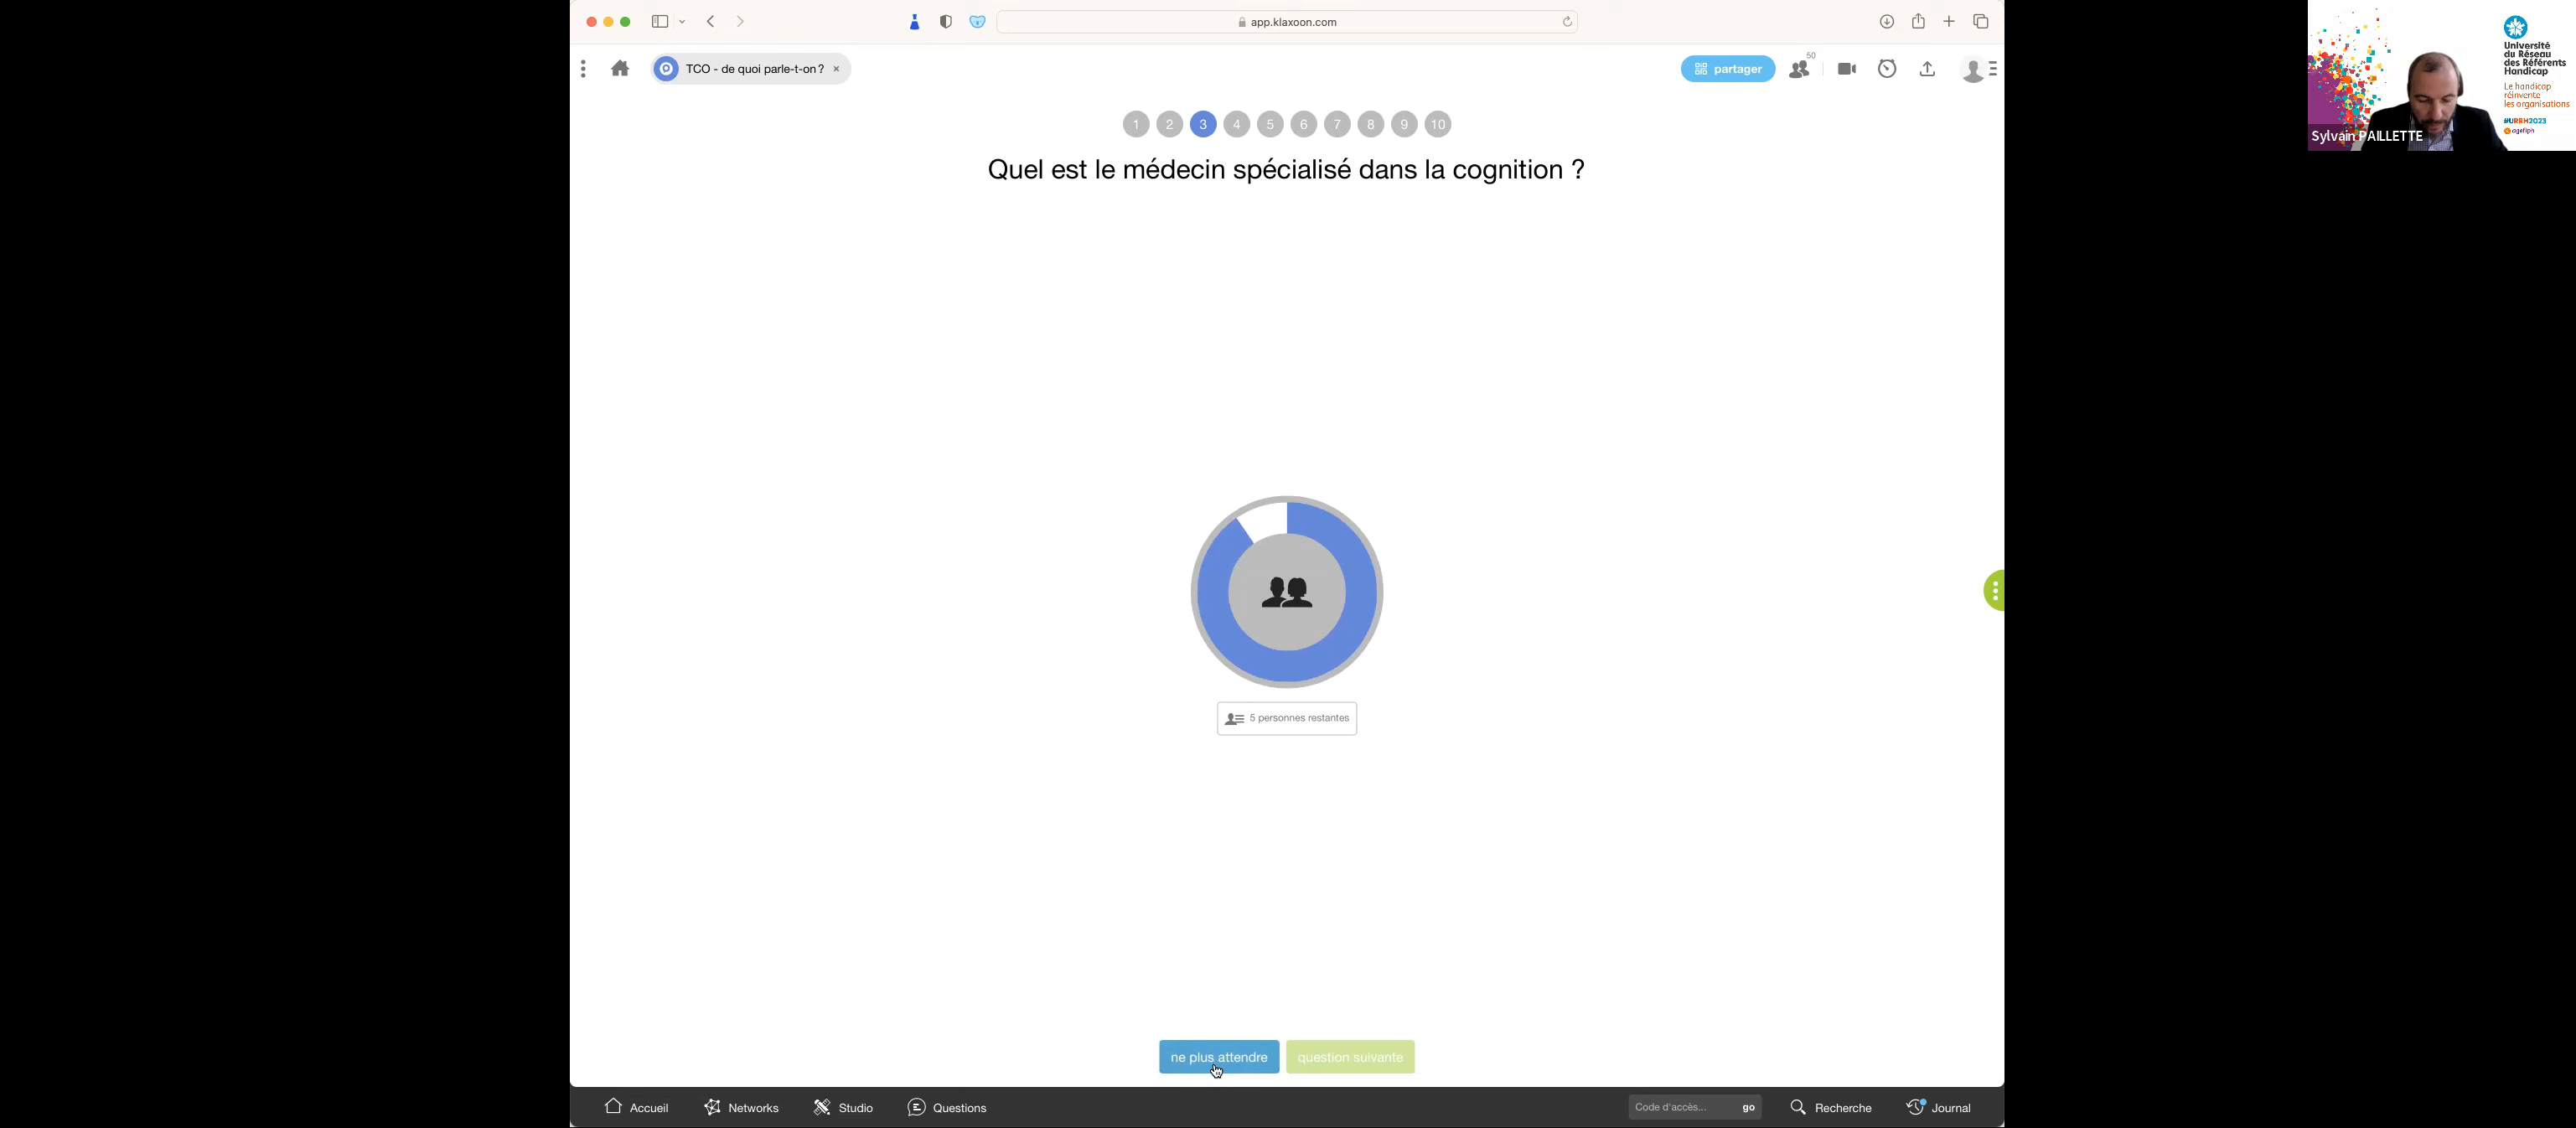 app.klaxoon.com
TCO - de quoi parle-t-on ?
partager
50
1 2 3 4 5 6 7 8 9 10
Quel est le médecin spécialisé dans la cognition ?
5 personnes restantes
ne plus attendre
question suivante
Accueil
Networks
Studio
Questions
Code d'accès...
go
Recherche
Journal
Université
du Réseau
des Référents
Handicap
Le handicap
réinvente
les organisations
#URRH2023
agefiph
Sylvain PAILLETTE